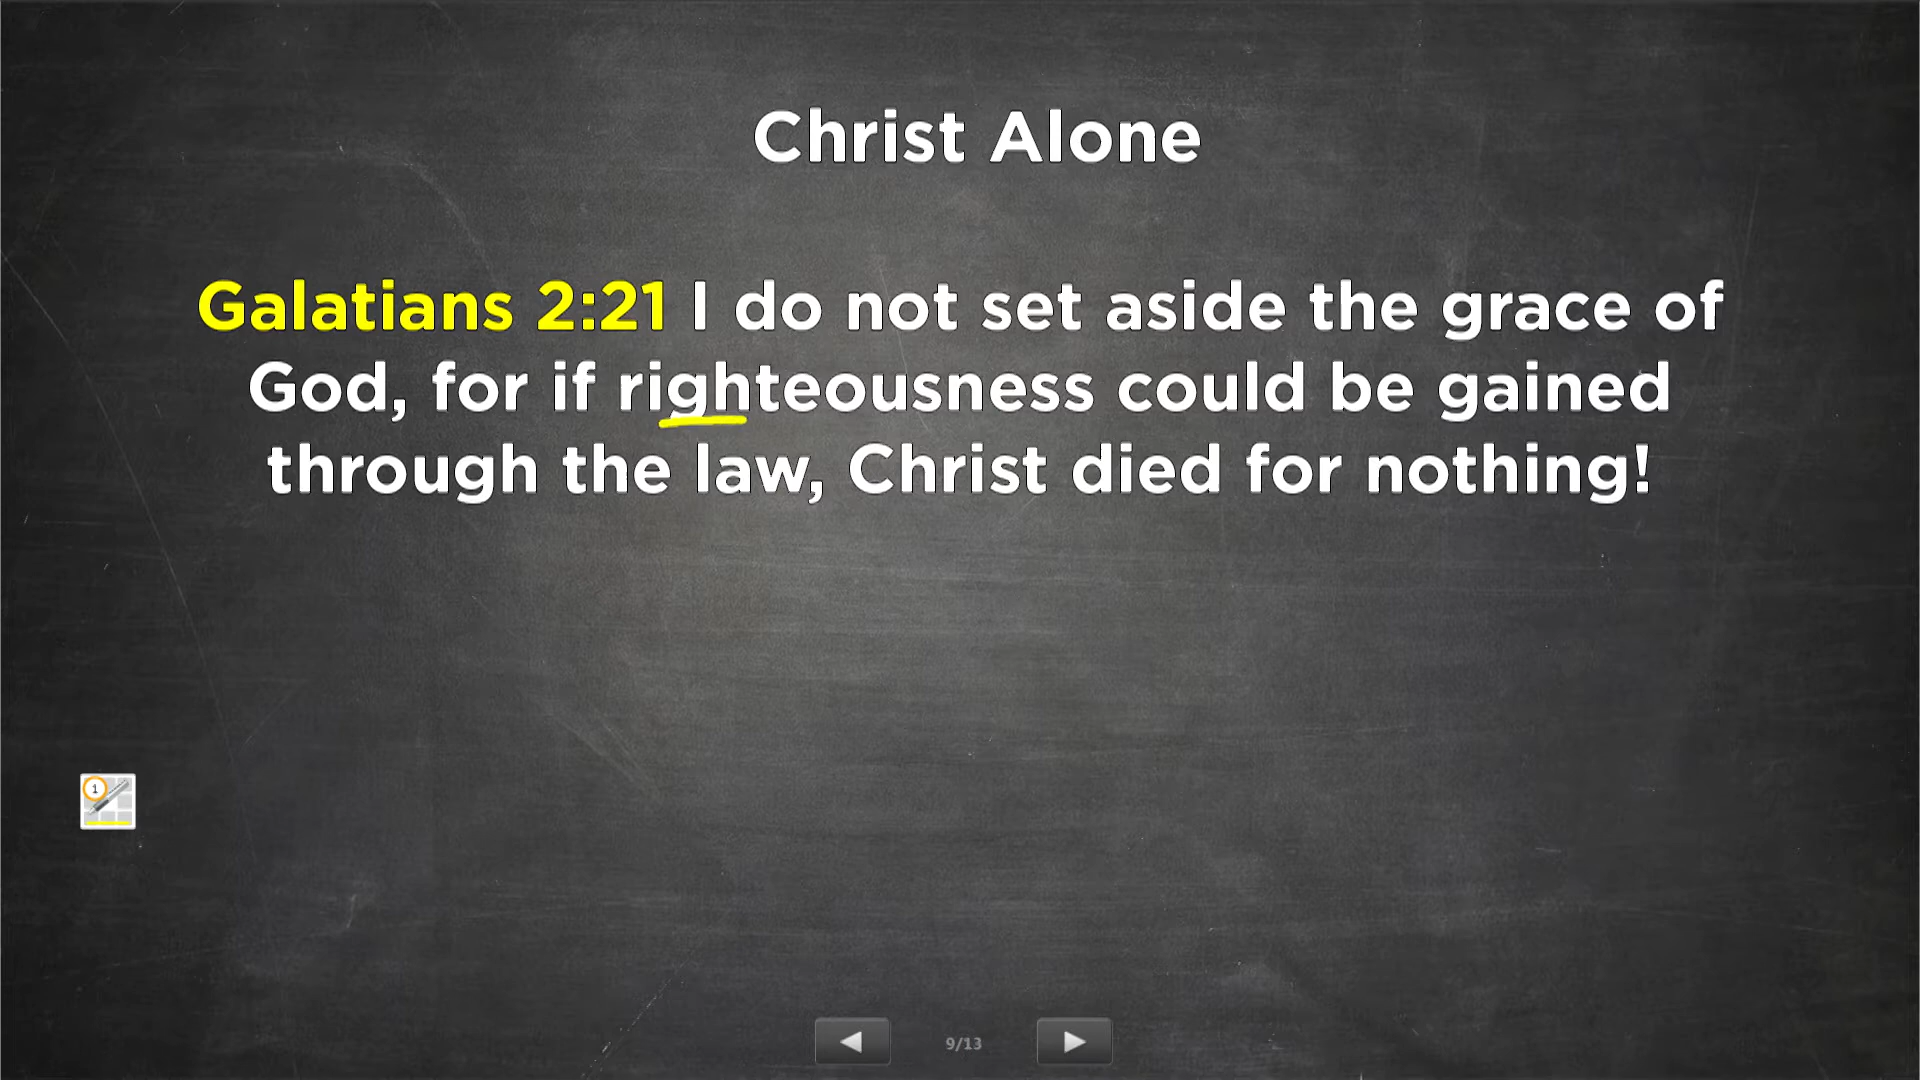 Christ Alone
Galatians 2:21 I do not set aside the grace of
God, for if righteousness could be gained
through the law, Christ died for nothing!
1
9/13